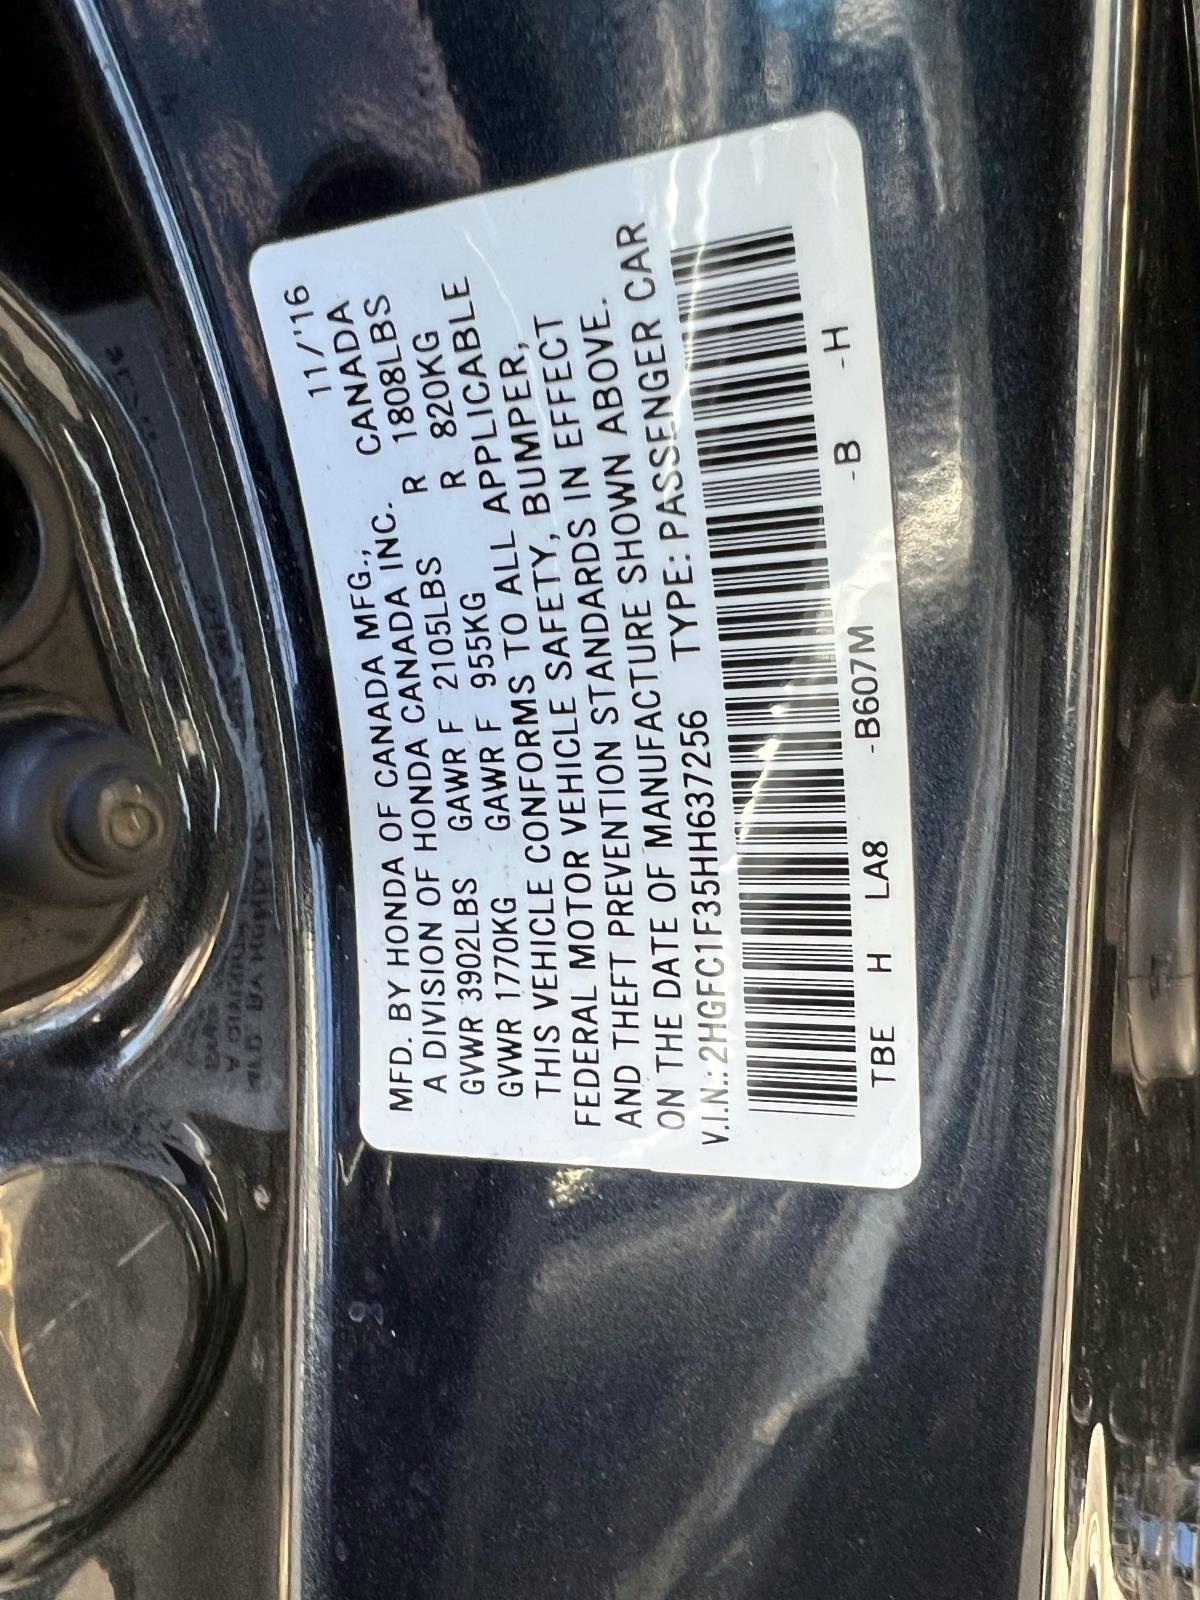 11/'16
MFD. BY HONDA OF CANADA MFG., CANADA
A DIVISION OF HONDA CANADA INC.
GVWR 3902LBS GAWR F 2105LBS R 1808LBS
GVWR 1770KG GAWR F 955KG R 820KG
THIS VEHICLE CONFORMS TO ALL APPLICABLE
FEDERAL MOTOR VEHICLE SAFETY, BUMPER,
AND THEFT PREVENTION STANDARDS IN EFFECT
ON THE DATE OF MANUFACTURE SHOWN ABOVE.
V.I.N.:2HGFC1F35HH637256 TYPE:PASSENGER CAR
TBE H LA8 -B607M -B -H